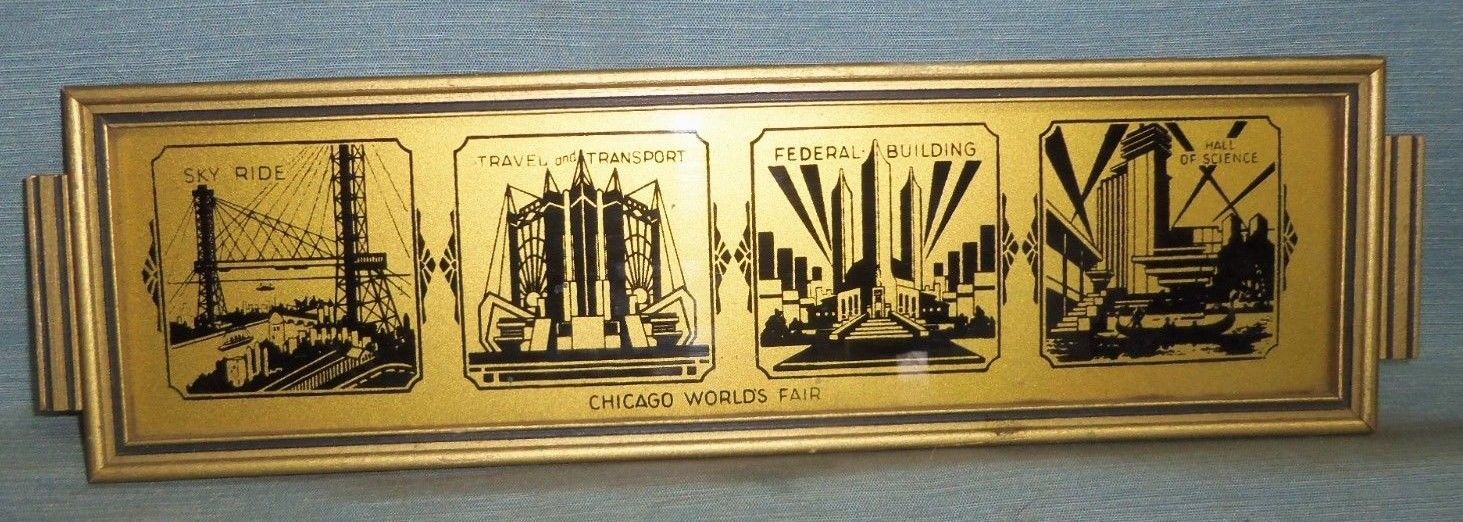 SKY RIDE
TRAVEL and TRANSPORT
FEDERAL BUILDING
HALL
OF SCIENCE
CHICAGO WORLD'S FAIR